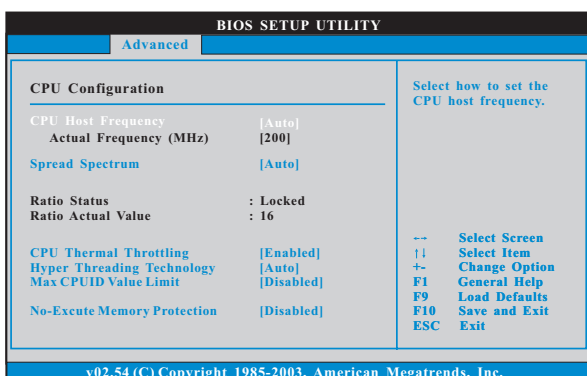 BIOS SETUP UTILITY
Advanced
CPU Configuration
CPU Host Frequency [Auto]
Actual Frequency (MHz) [200]
Spread Spectrum [Auto]
Ratio Status : Locked
Ratio Actual Value : 16
CPU Thermal Throttling [Enabled]
Hyper Threading Technology [Auto]
Max CPUID Value Limit [Disabled]
No-Excute Memory Protection [Disabled]
Select how to set the
CPU host frequency.
←→ Select Screen
↑↓ Select Item
+- Change Option
F1 General Help
F9 Load Defaults
F10 Save and Exit
ESC Exit
v02.54 (C) Copyright 1985-2003, American Megatrends, Inc.